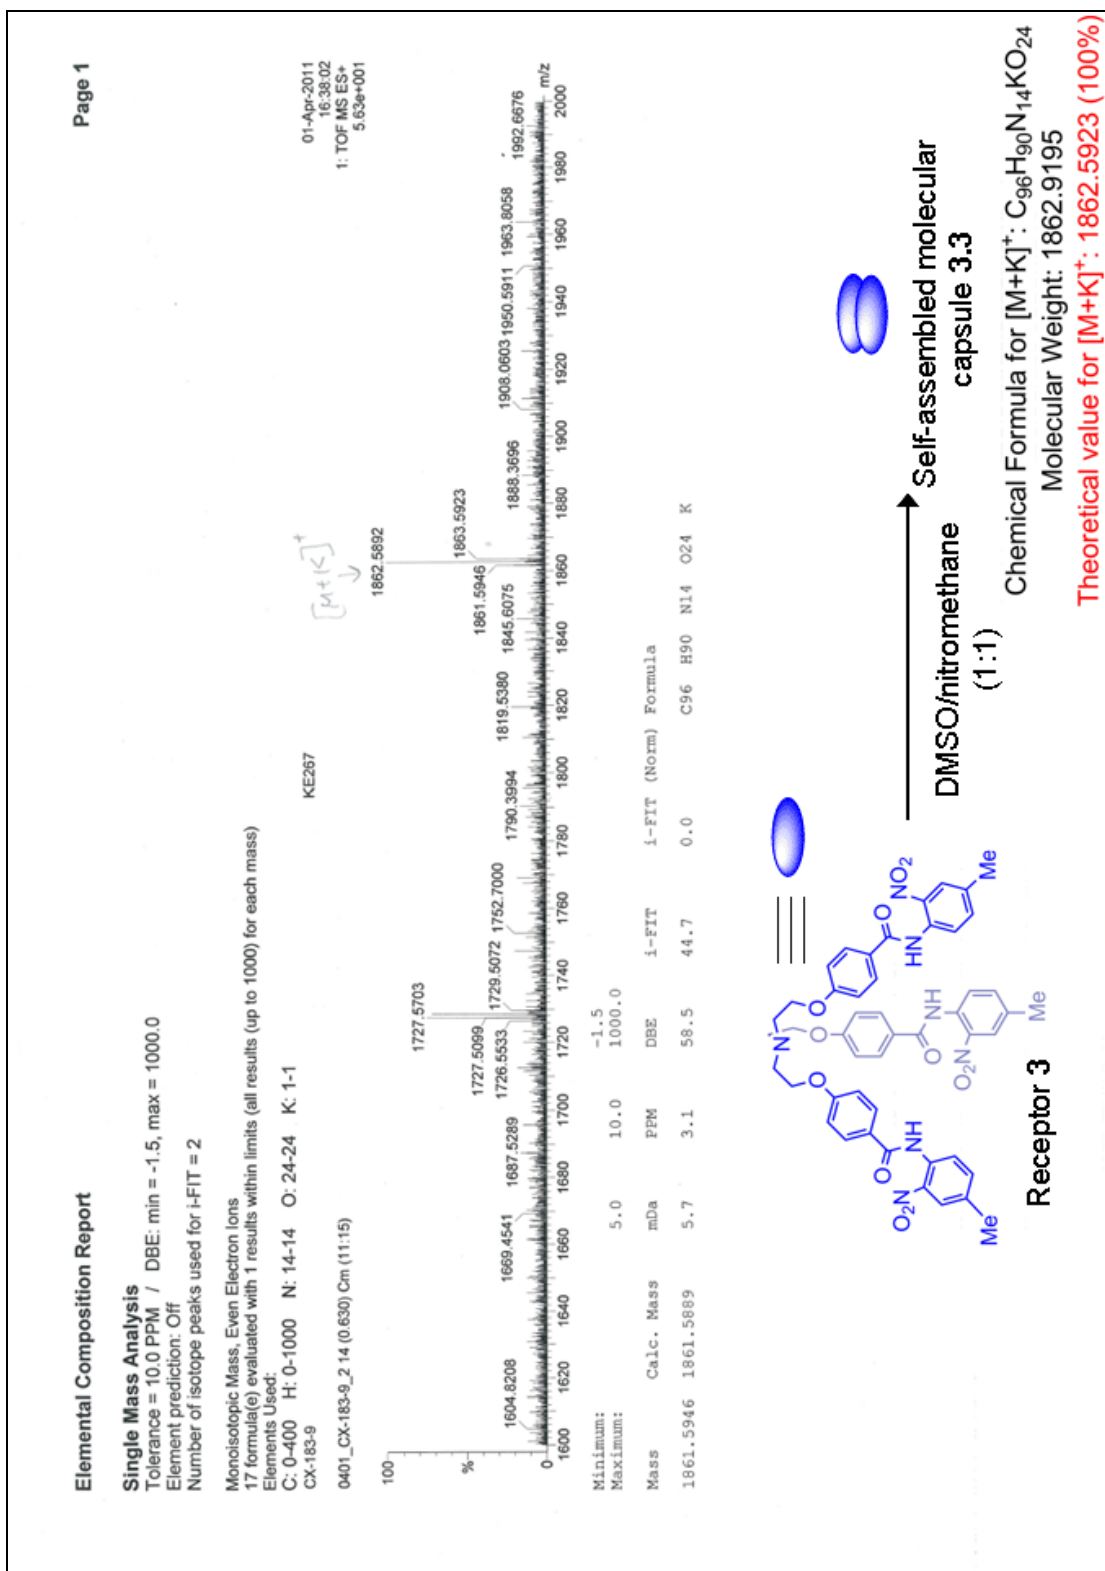 Elemental Composition Report
Page 1
Single Mass Analysis
Tolerance = 10.0 PPM / DBE: min = -1.5, max = 1000.0
Element prediction: Off
Number of isotope peaks used for i-FIT = 2
Monoisotopic Mass, Even Electron Ions
17 formula(e) evaluated with 1 results within limits (all results (up to 1000) for each mass)
Elements Used:
C: 0-400 H: 0-1000 N: 14-14 O: 24-24 K: 1-1
CX-183-9
KE267
01-Apr-2011
16:38:02
0401_CX-183-9_2 14 (0.630) Cm (11:15)
1: TOF MS ES+
5.63e+001
[M+K]+
100
%
0
1862.5892
1727.5703
1863.5923
1861.5946
1727.5099
1729.5072
1726.5533
1752.7000
1604.8208
1669.4541
1687.5289
1790.3994
1819.5380
1845.6075
1888.3696
1908.0603
1950.5911
1963.8058
1992.6676
1600 1620 1640 1660 1680 1700 1720 1740 1760 1780 1800 1820 1840 1860 1880 1900 1920 1940 1960 1980 2000
m/z
Minimum: -1.5
Maximum: 5.0 10.0 1000.0
Mass Calc. Mass mDa PPM DBE i-FIT i-FIT (Norm) Formula
1861.5946 1861.5889 5.7 3.1 58.5 44.7 0.0 C96 H90 N14 O24 K
N
O
O
O
O
NH
O2N
Me
O
NH
O2N
Me
O
HN
NO2
Me
Receptor 3
DMSO/nitromethane
(1:1)
Self-assembled molecular
capsule 3.3
Chemical Formula for [M+K]+: C96H90N14KO24
Molecular Weight: 1862.9195
Theoretical value for [M+K]+: 1862.5923 (100%)